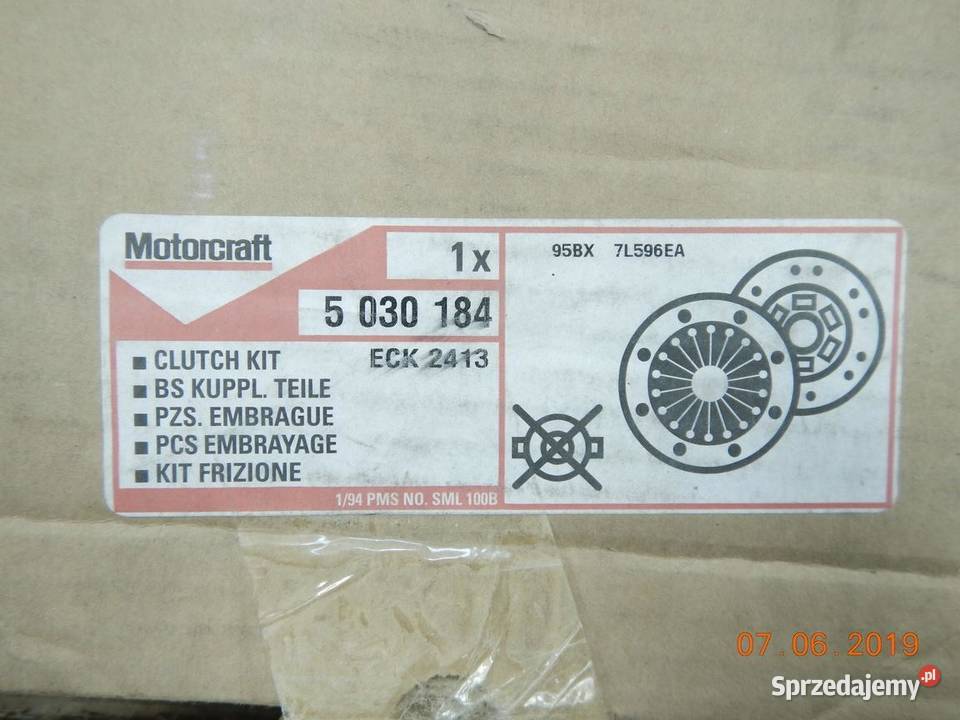 Motorcraft
1x
5 030 184
ECK 2413
■ CLUTCH KIT
■ BS KUPPL. TEILE
■ PZS. EMBRAGUE
■ PCS EMBRAYAGE
■ KIT FRIZIONE
1/94 PMS NO. SML 100B
95BX 7L596EA
07.06.2019
Sprzedajemy.pl